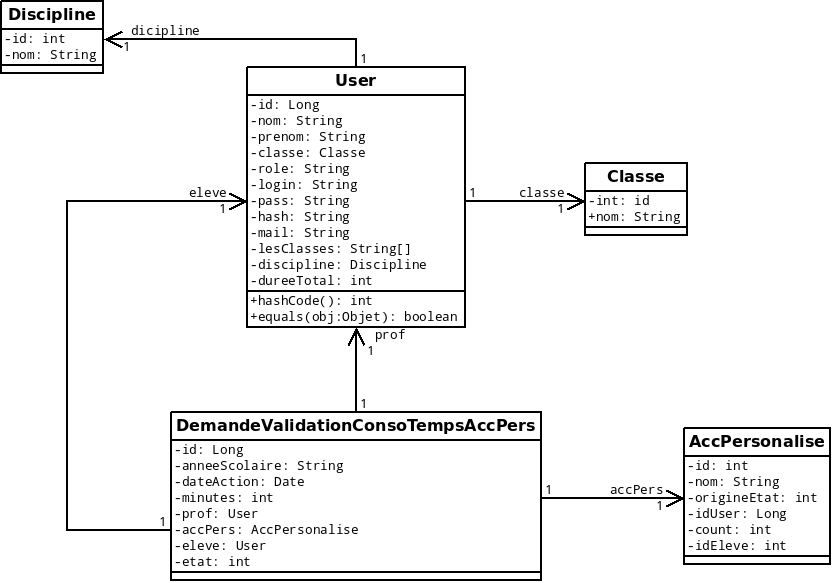 Discipline
-id: int
-nom: String
dicipline
1
1
User
-id: Long
-nom: String
-prenom: String
-classe: Classe
-role: String
-login: String
-pass: String
-hash: String
-mail: String
-lesClasses: String[]
-discipline: Discipline
-dureeTotal: int
+hashCode(): int
+equals(obj:Objet): boolean
eleve
1
1
classe
1
Classe
-int: id
+nom: String
prof
1
1
DemandeValidationConsoTempsAccPers
-id: Long
-anneeScolaire: String
-dateAction: Date
-minutes: int
-prof: User
-accPers: AccPersonalise
-eleve: User
-etat: int
1
1
accPers
1
AccPersonalise
-id: int
-nom: String
-origineEtat: int
-idUser: Long
-count: int
-idEleve: int